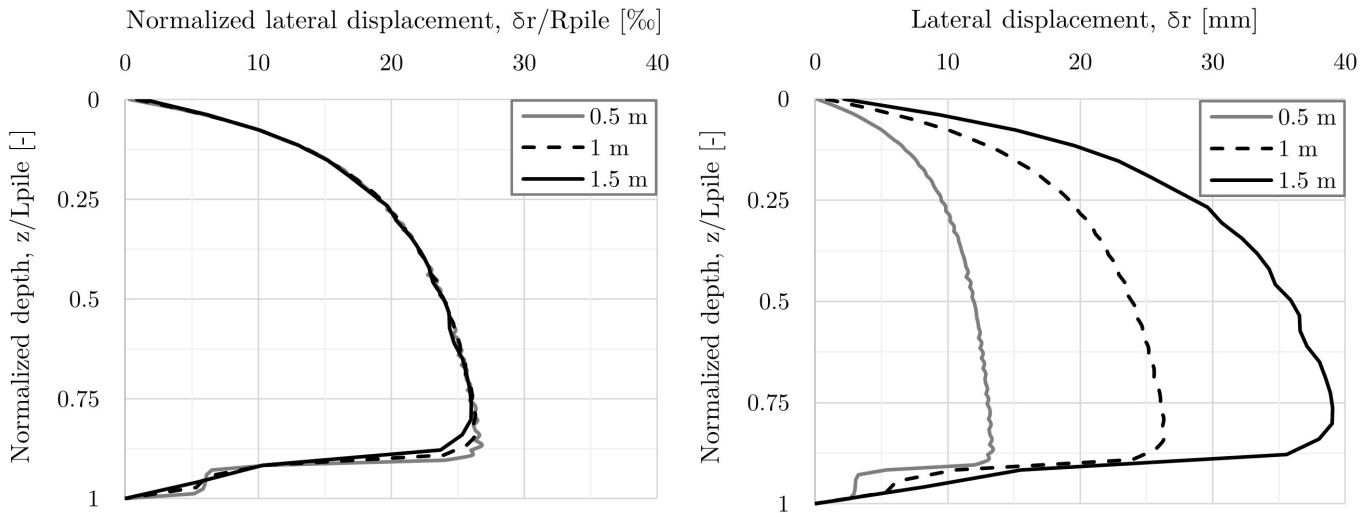 Normalized lateral displacement, δr/Rpile [‰]
0 10 20 30 40
Normalized depth, z/Lpile [-]
0
0.25
0.5
0.75
1
0.5 m
1 m
1.5 m
Lateral displacement, δr [mm]
0 10 20 30 40
Normalized depth, z/Lpile [-]
0
0.25
0.5
0.75
1
0.5 m
1 m
1.5 m